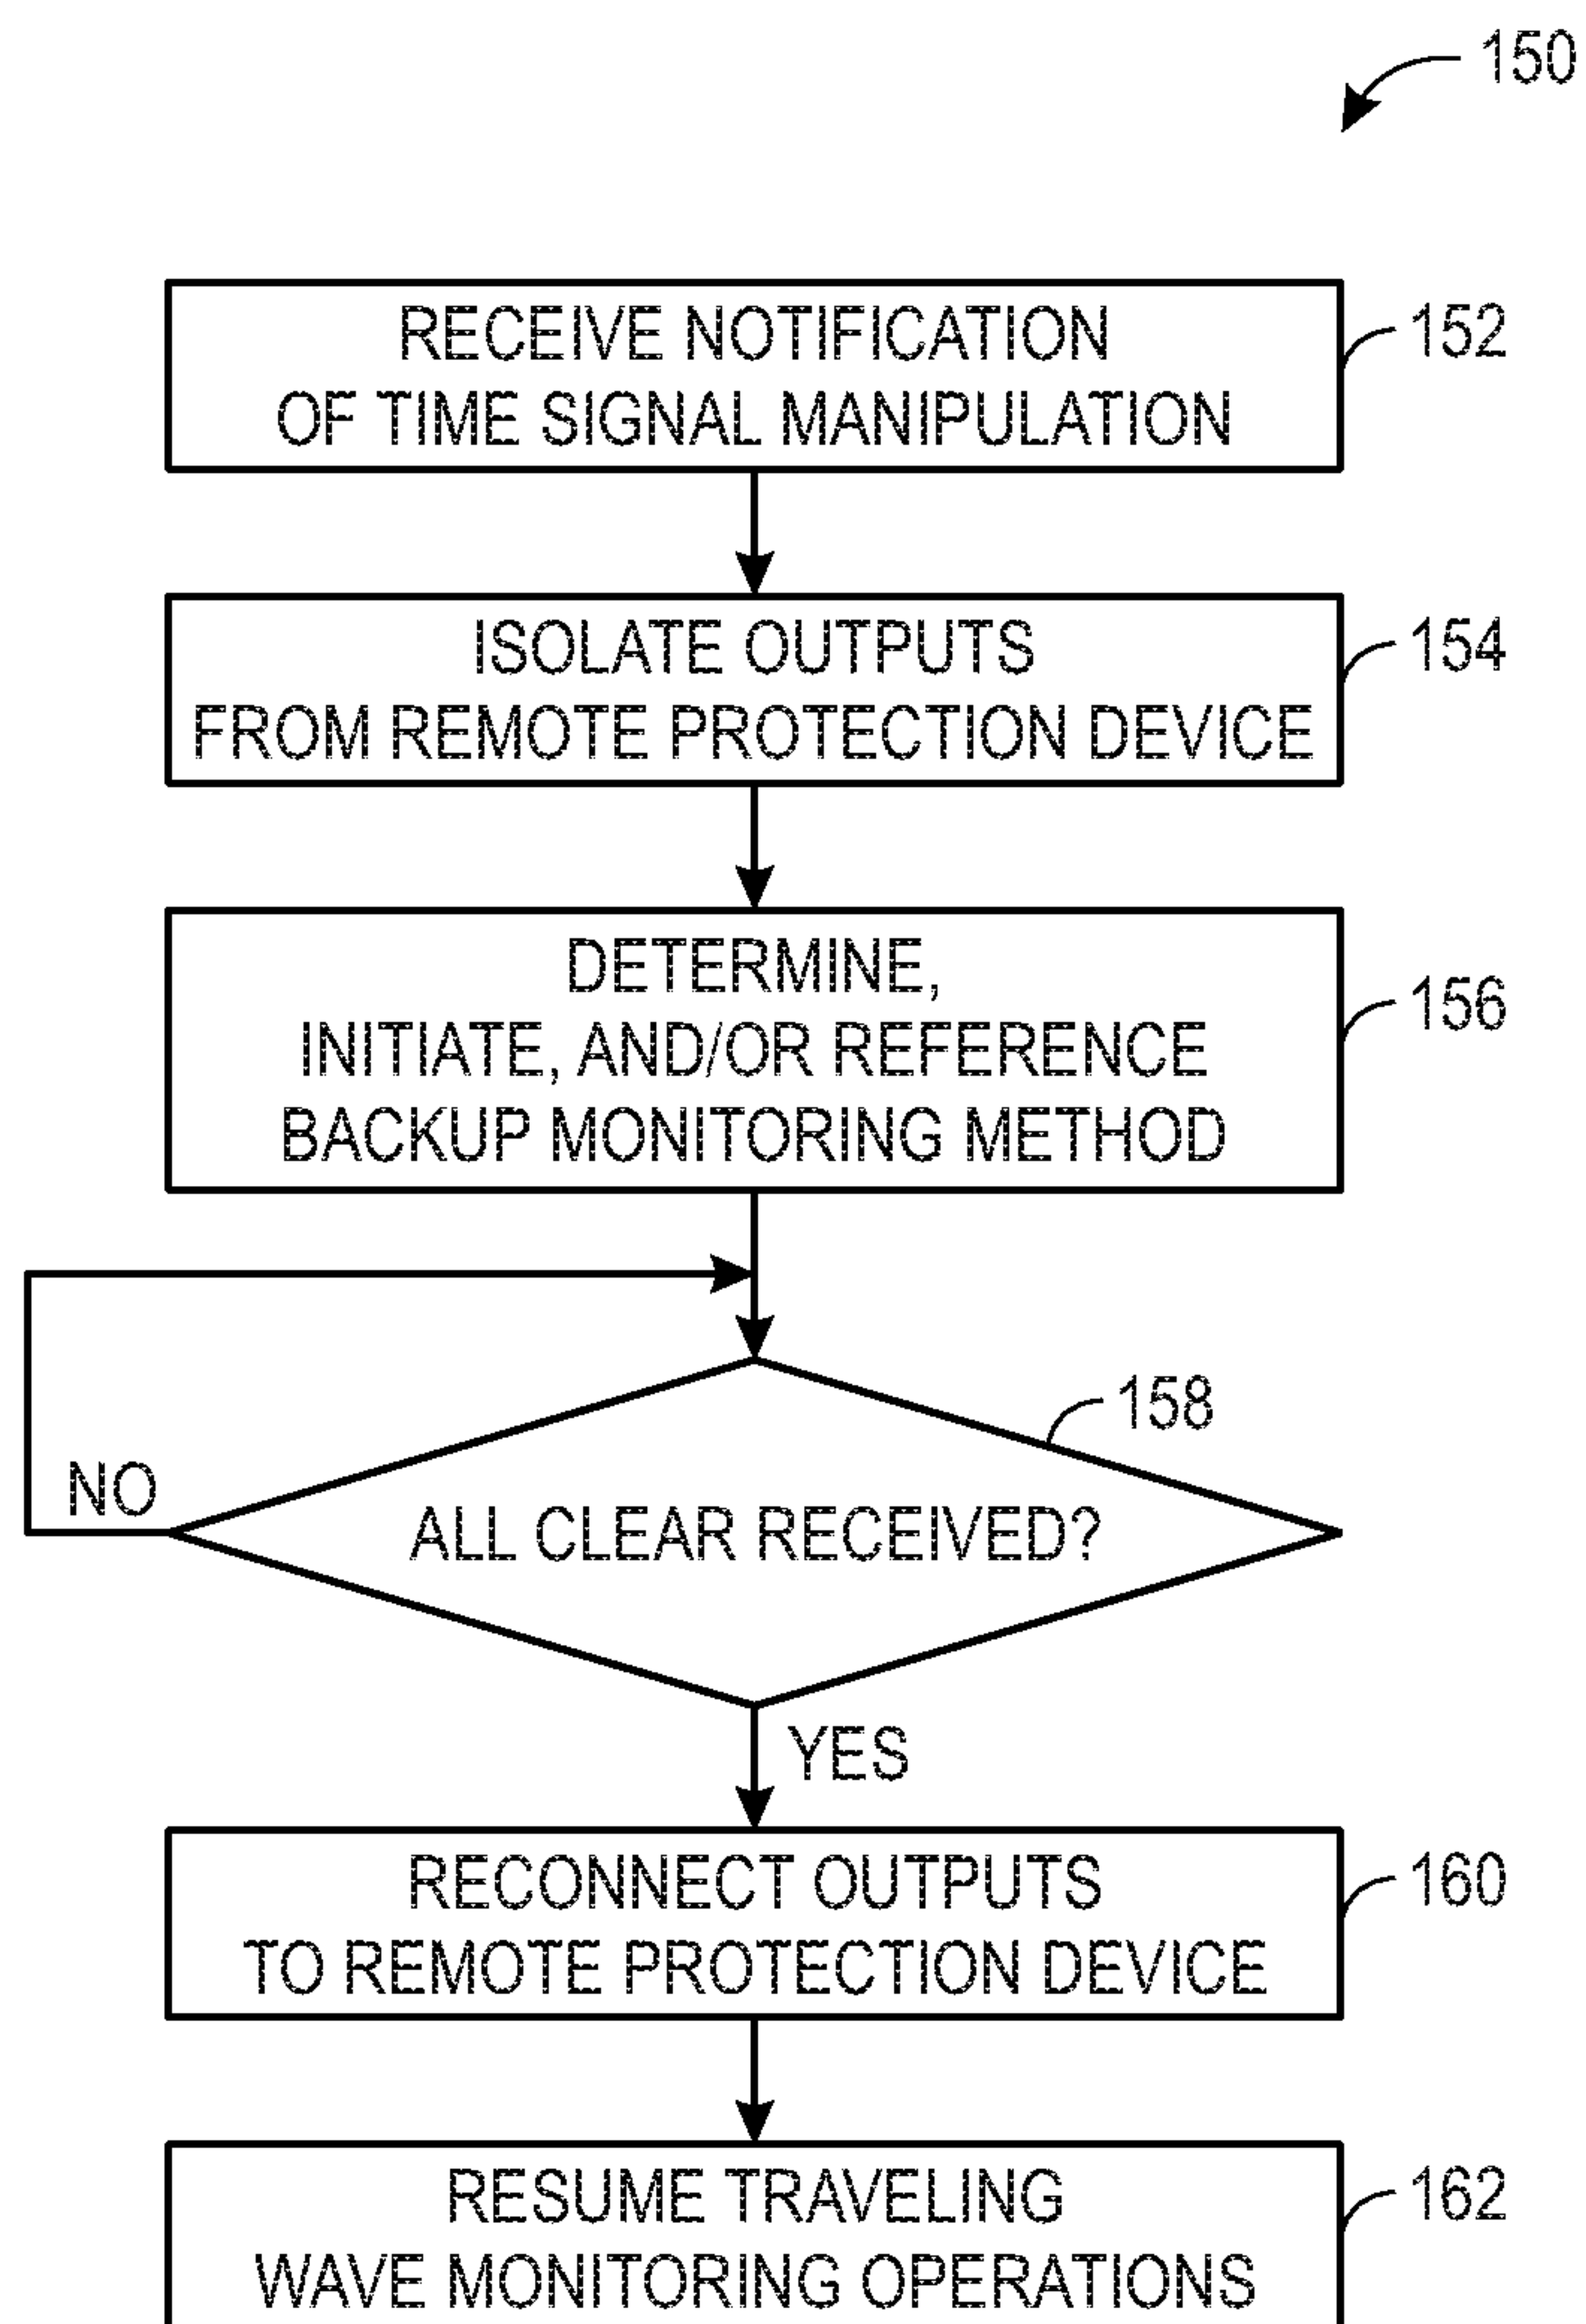 150
RECEIVE NOTIFICATION
OF TIME SIGNAL MANIPULATION
152
ISOLATE OUTPUTS
FROM REMOTE PROTECTION DEVICE
154
DETERMINE,
INITIATE, AND/OR REFERENCE
BACKUP MONITORING METHOD
156
158
NO
ALL CLEAR RECEIVED?
YES
RECONNECT OUTPUTS
TO REMOTE PROTECTION DEVICE
160
RESUME TRAVELING
WAVE MONITORING OPERATIONS
162